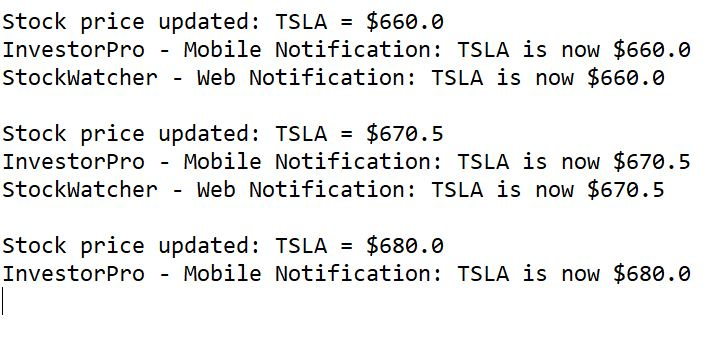 Stock price updated: TSLA = $660.0
InvestorPro - Mobile Notification: TSLA is now $660.0
StockWatcher - Web Notification: TSLA is now $660.0

Stock price updated: TSLA = $670.5
InvestorPro - Mobile Notification: TSLA is now $670.5
StockWatcher - Web Notification: TSLA is now $670.5

Stock price updated: TSLA = $680.0
InvestorPro - Mobile Notification: TSLA is now $680.0